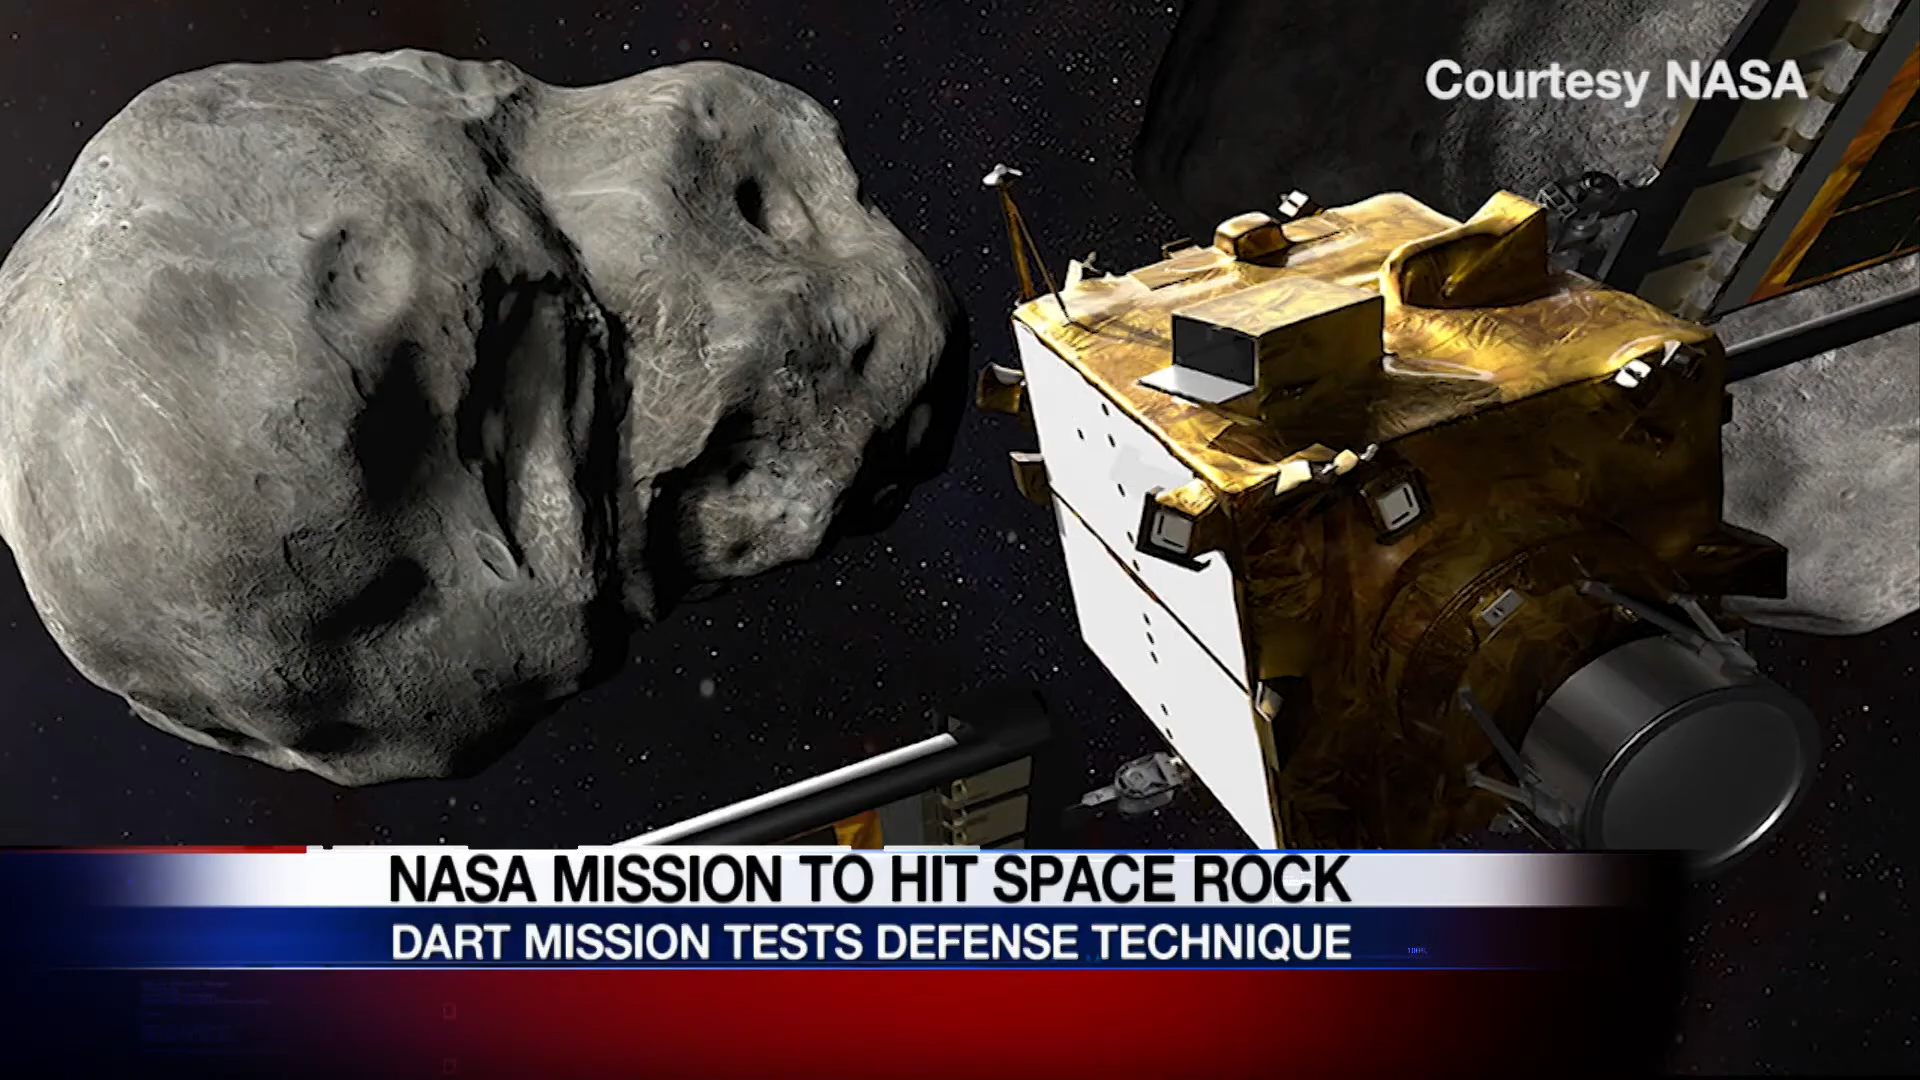 Courtesy NASA
NASA MISSION TO HIT SPACE ROCK
DART MISSION TESTS DEFENSE TECHNIQUE